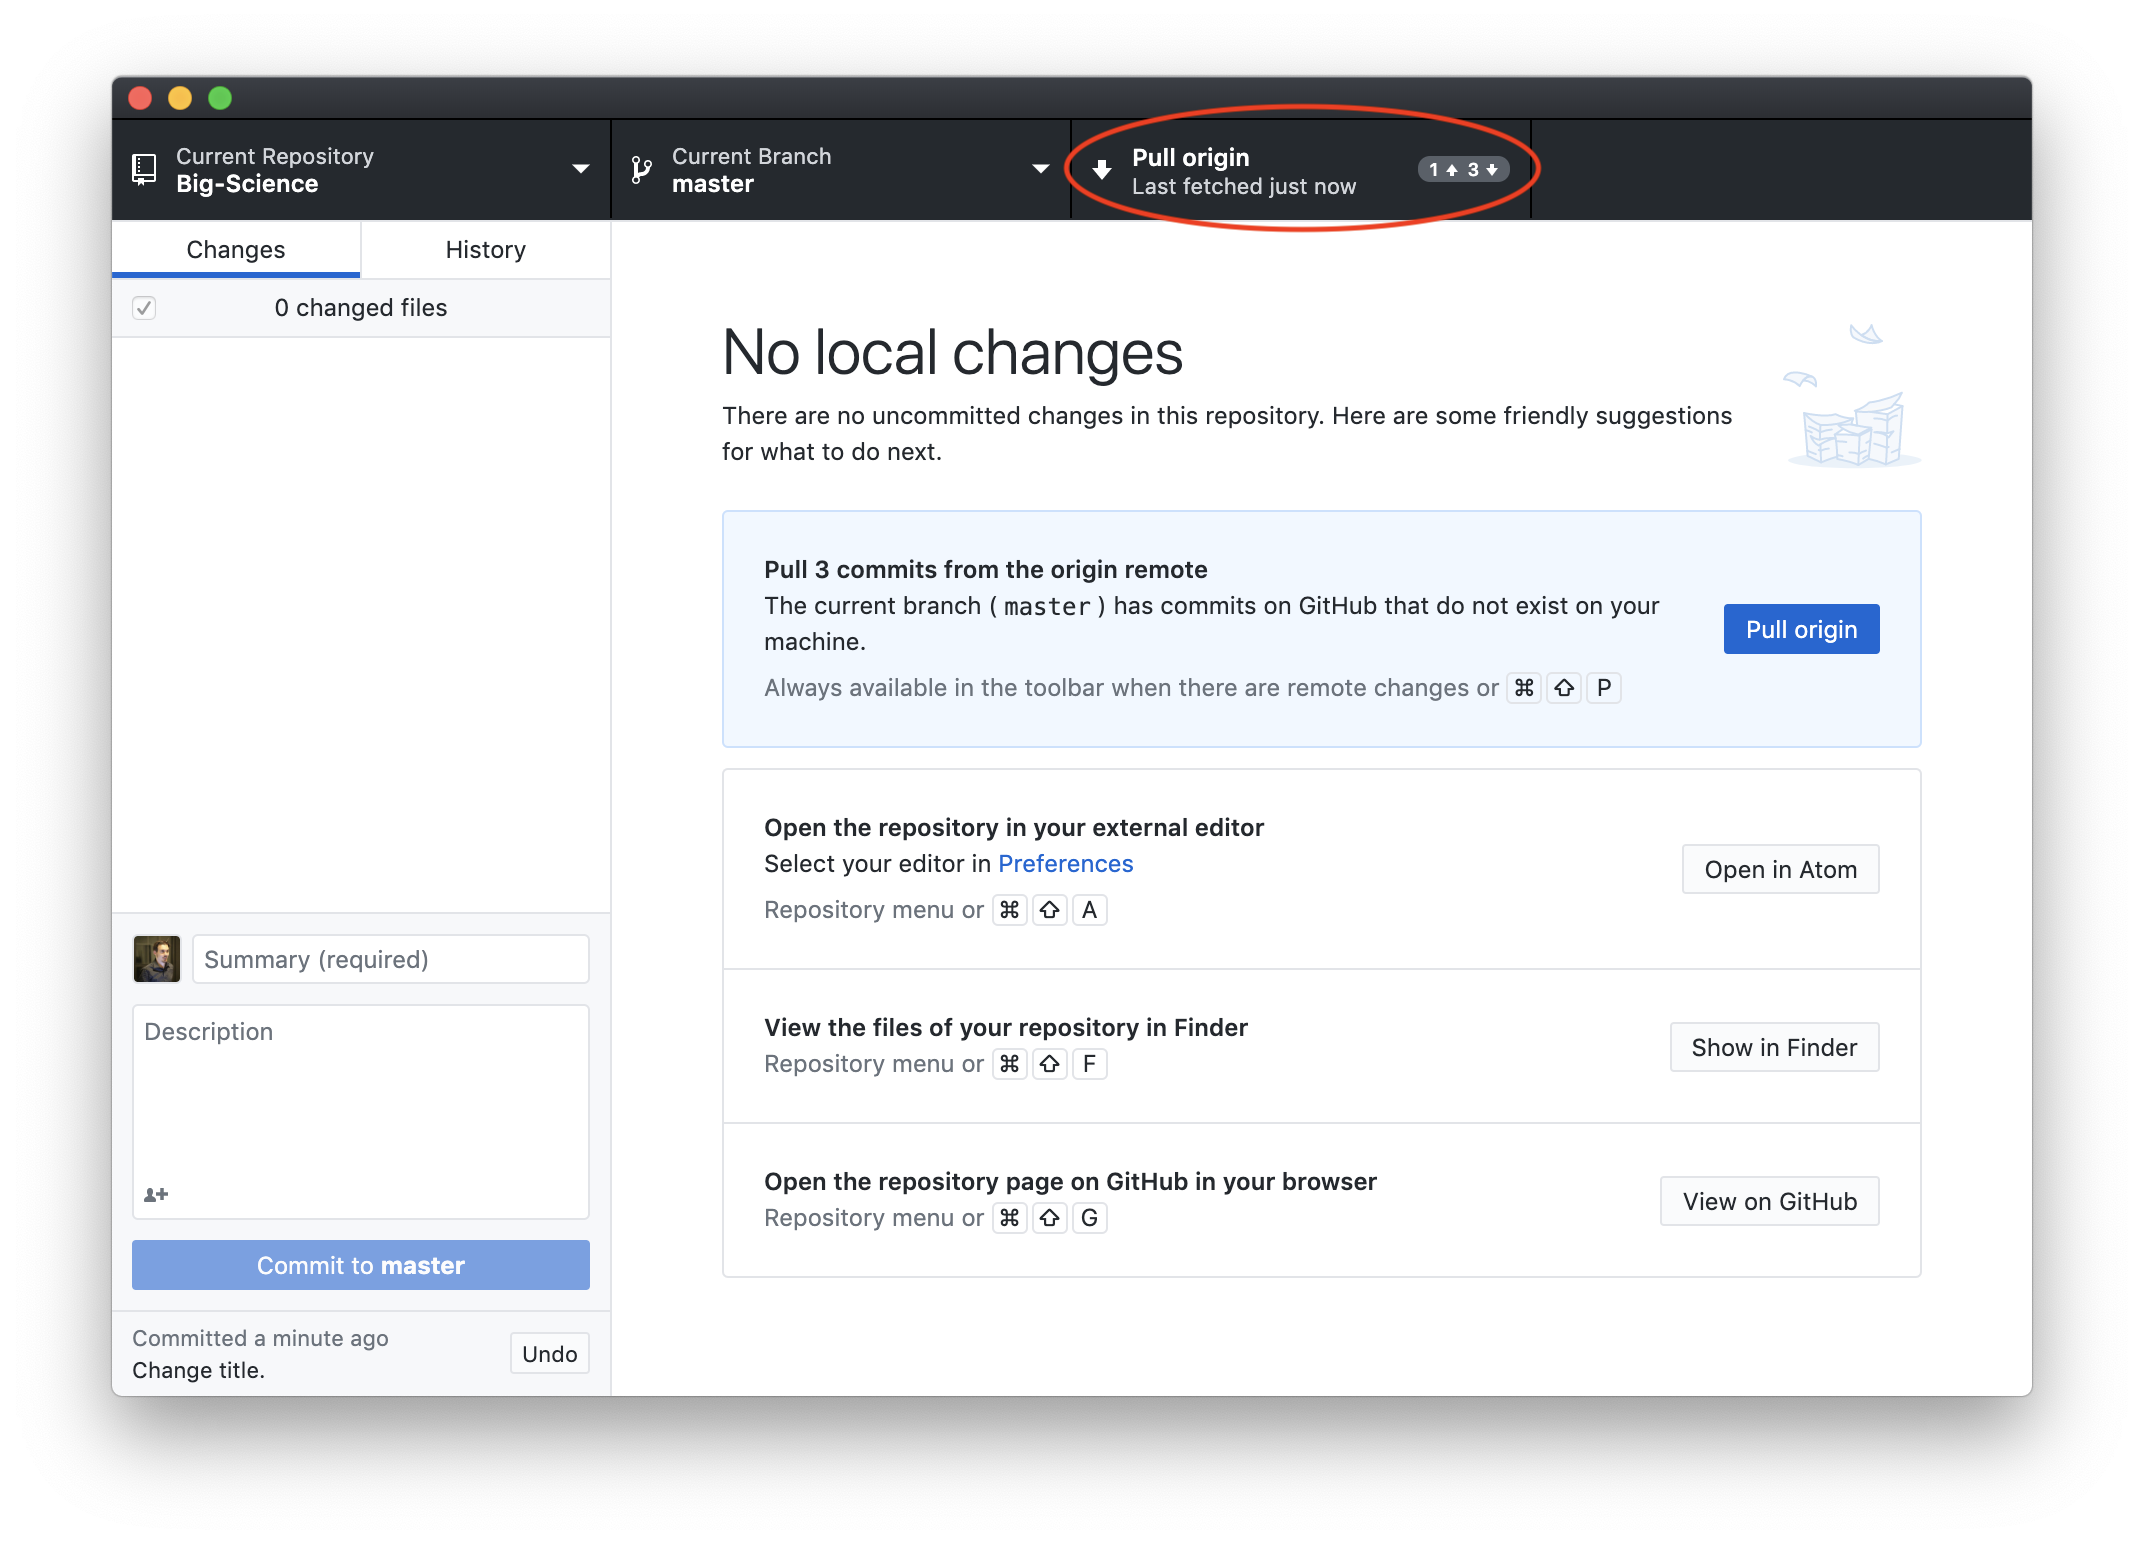 Current Repository
Big-Science
Current Branch
master
Pull origin
Last fetched just now
1 3
Changes
History
0 changed files
No local changes
There are no uncommitted changes in this repository. Here are some friendly suggestions
for what to do next.
Pull 3 commits from the origin remote
The current branch ( master ) has commits on GitHub that do not exist on your
machine.
Always available in the toolbar when there are remote changes or ⌘ ⇧ P
Pull origin
Open the repository in your external editor
Select your editor in Preferences
Repository menu or ⌘ ⇧ A
Open in Atom
View the files of your repository in Finder
Repository menu or ⌘ ⇧ F
Show in Finder
Open the repository page on GitHub in your browser
Repository menu or ⌘ ⇧ G
View on GitHub
Summary (required)
Description
Commit to master
Committed a minute ago
Change title.
Undo